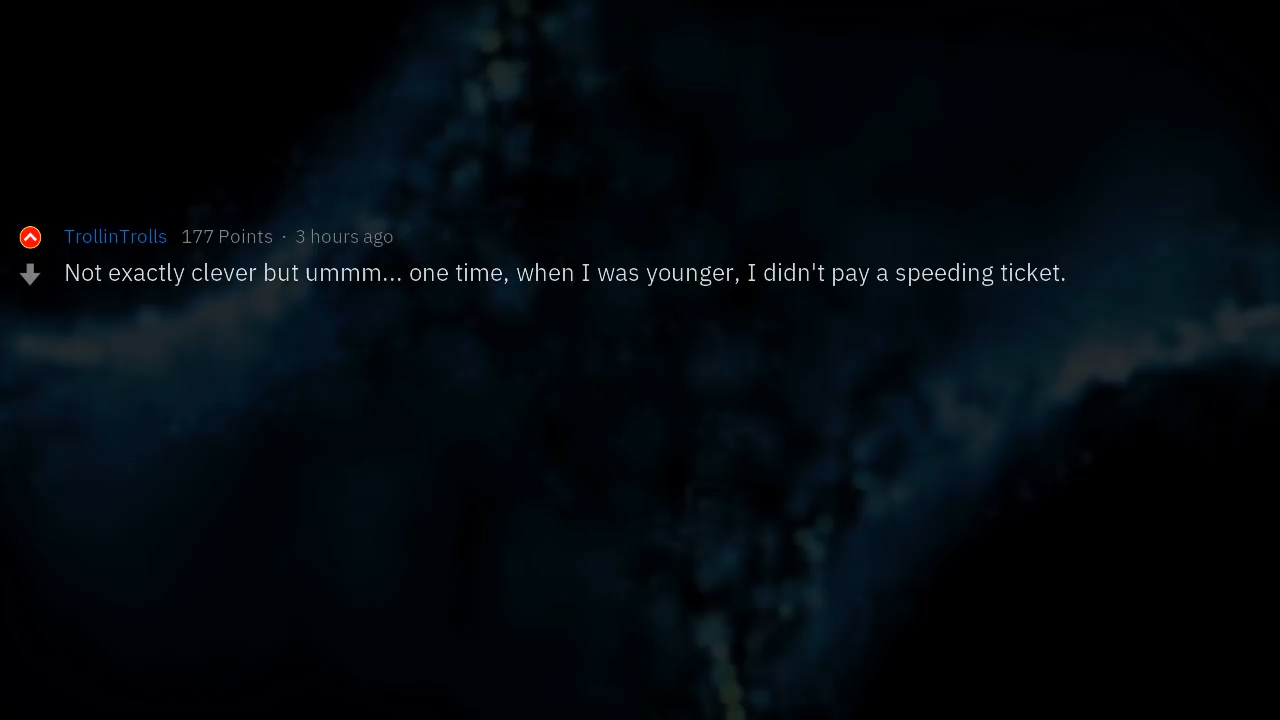 TrollinTrolls 177 Points · 3 hours ago
Not exactly clever but ummm... one time, when I was younger, I didn't pay a speeding ticket.